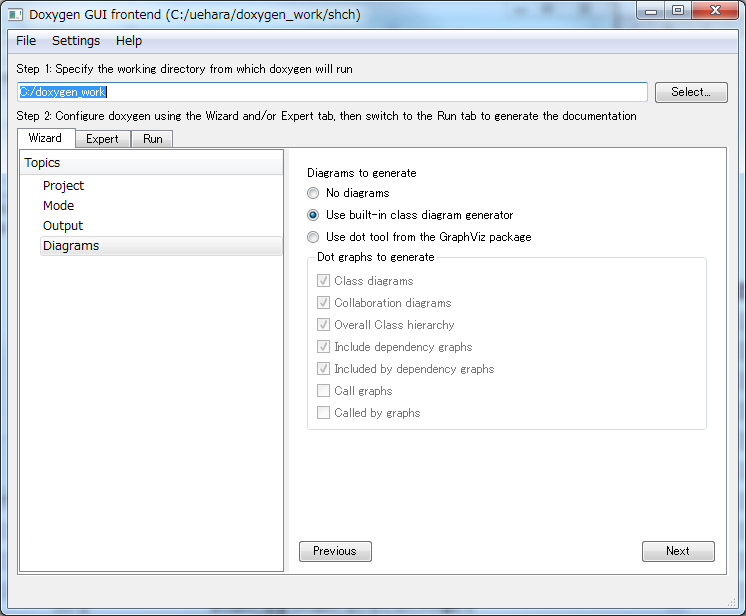 Doxygen GUI frontend (C:/uehara/doxygen_work/shch)
File Settings Help
Step 1: Specify the working directory from which doxygen will run
C:/doxygen_work
Select...
Step 2: Configure doxygen using the Wizard and/or Expert tab, then switch to the Run tab to generate the documentation
Wizard Expert Run
Topics
Project
Mode
Output
Diagrams
Diagrams to generate
No diagrams
Use built-in class diagram generator
Use dot tool from the GraphViz package
Dot graphs to generate
Class diagrams
Collaboration diagrams
Overall Class hierarchy
Include dependency graphs
Included by dependency graphs
Call graphs
Called by graphs
Previous
Next